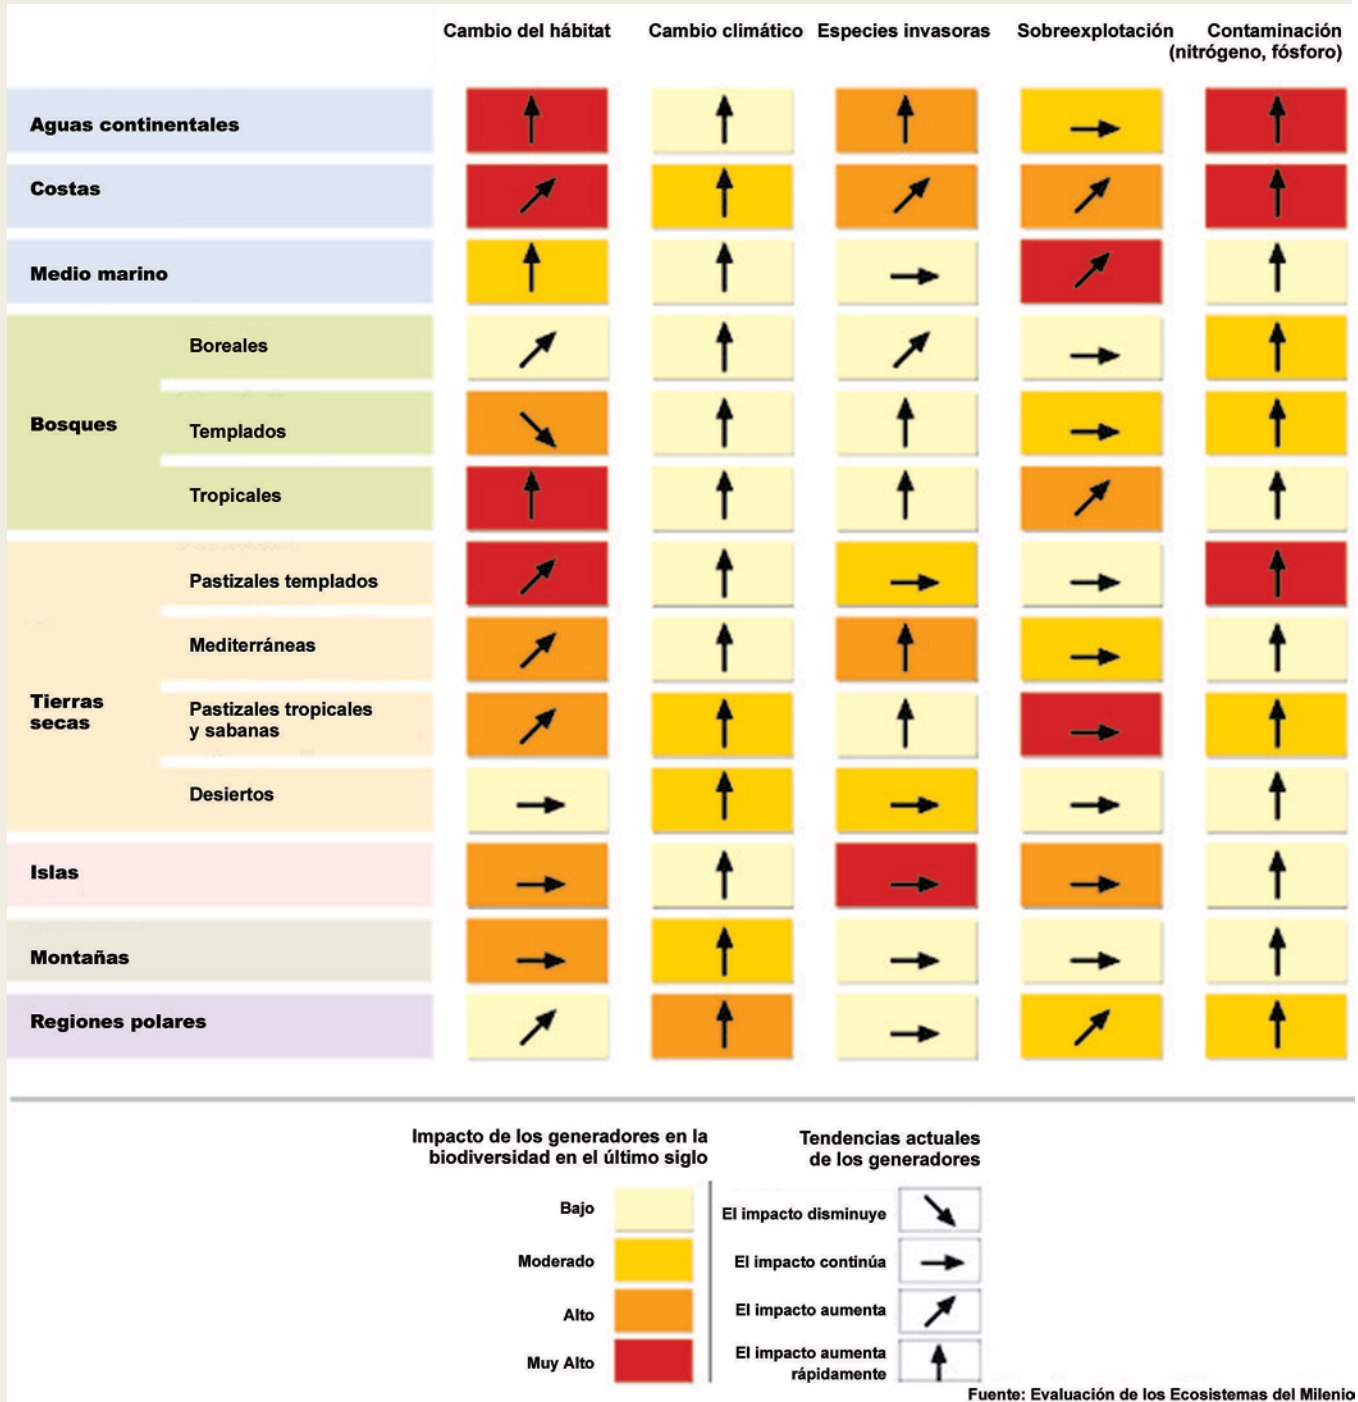 Cambio del hábitat
Cambio climático
Especies invasoras
Sobreexplotación
Contaminación
(nitrógeno, fósforo)
Aguas continentales
Costas
Medio marino
Bosques
Boreales
Templados
Tropicales
Tierras
secas
Pastizales templados
Mediterráneas
Pastizales tropicales
y sabanas
Desiertos
Islas
Montañas
Regiones polares
Impacto de los generadores en la
biodiversidad en el último siglo
Bajo
Moderado
Alto
Muy Alto
Tendencias actuales
de los generadores
El impacto disminuye
El impacto continúa
El impacto aumenta
El impacto aumenta
rápidamente
Fuente: Evaluación de los Ecosistemas del Milenio